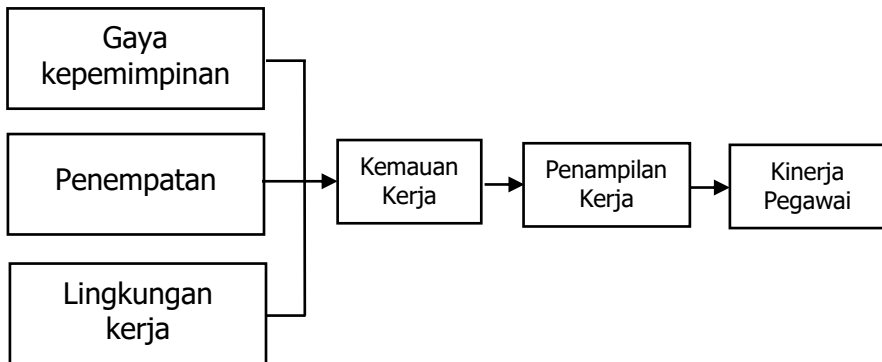 Gaya
kepemimpinan
Penempatan
Lingkungan
kerja
Kemauan
Kerja
Penampilan
Kerja
Kinerja
Pegawai